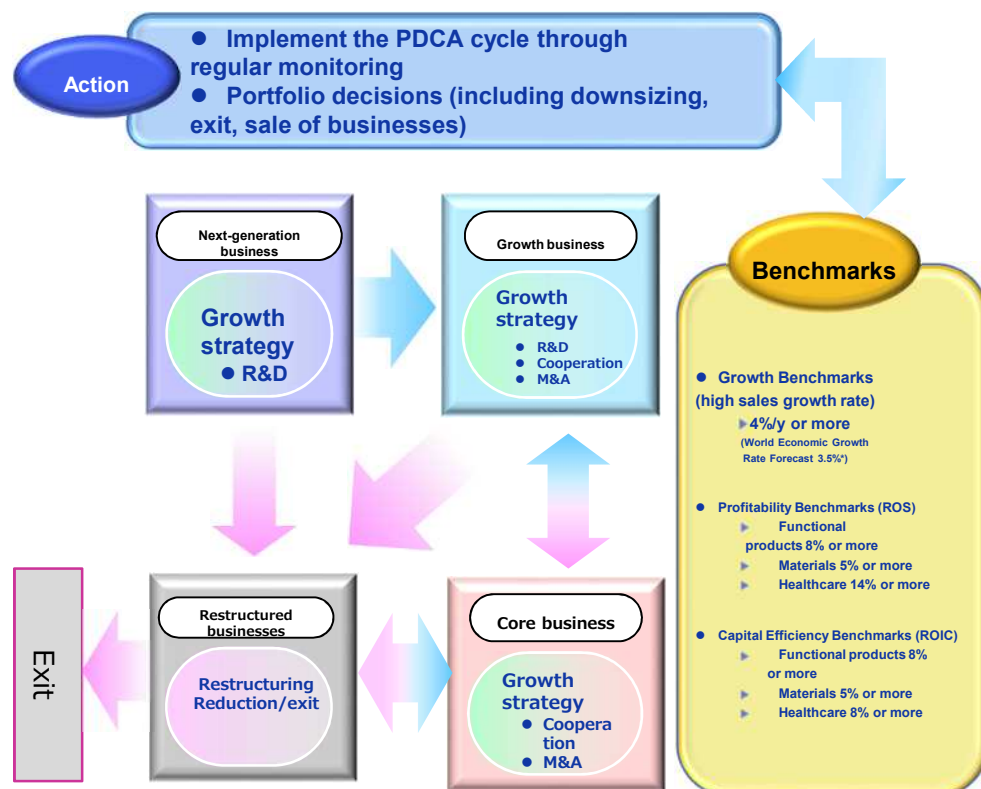 Action
● Implement the PDCA cycle through
regular monitoring
● Portfolio decisions (including downsizing,
exit, sale of businesses)
Next-generation
business
Growth
strategy
● R&D
Growth business
Growth
strategy
● R&D
● Cooperation
● M&A
Benchmarks
● Growth Benchmarks
(high sales growth rate)
4%/y or more
(World Economic Growth
Rate Forecast 3.5%*)
● Profitability Benchmarks (ROS)
Functional
products 8% or more
Materials 5% or more
Healthcare 14% or more
● Capital Efficiency Benchmarks (ROIC)
Functional products 8%
or more
Materials 5% or more
Healthcare 8% or more
Exit
Restructured
businesses
Restructuring
Reduction/exit
Core business
Growth
strategy
● Coopera
tion
● M&A